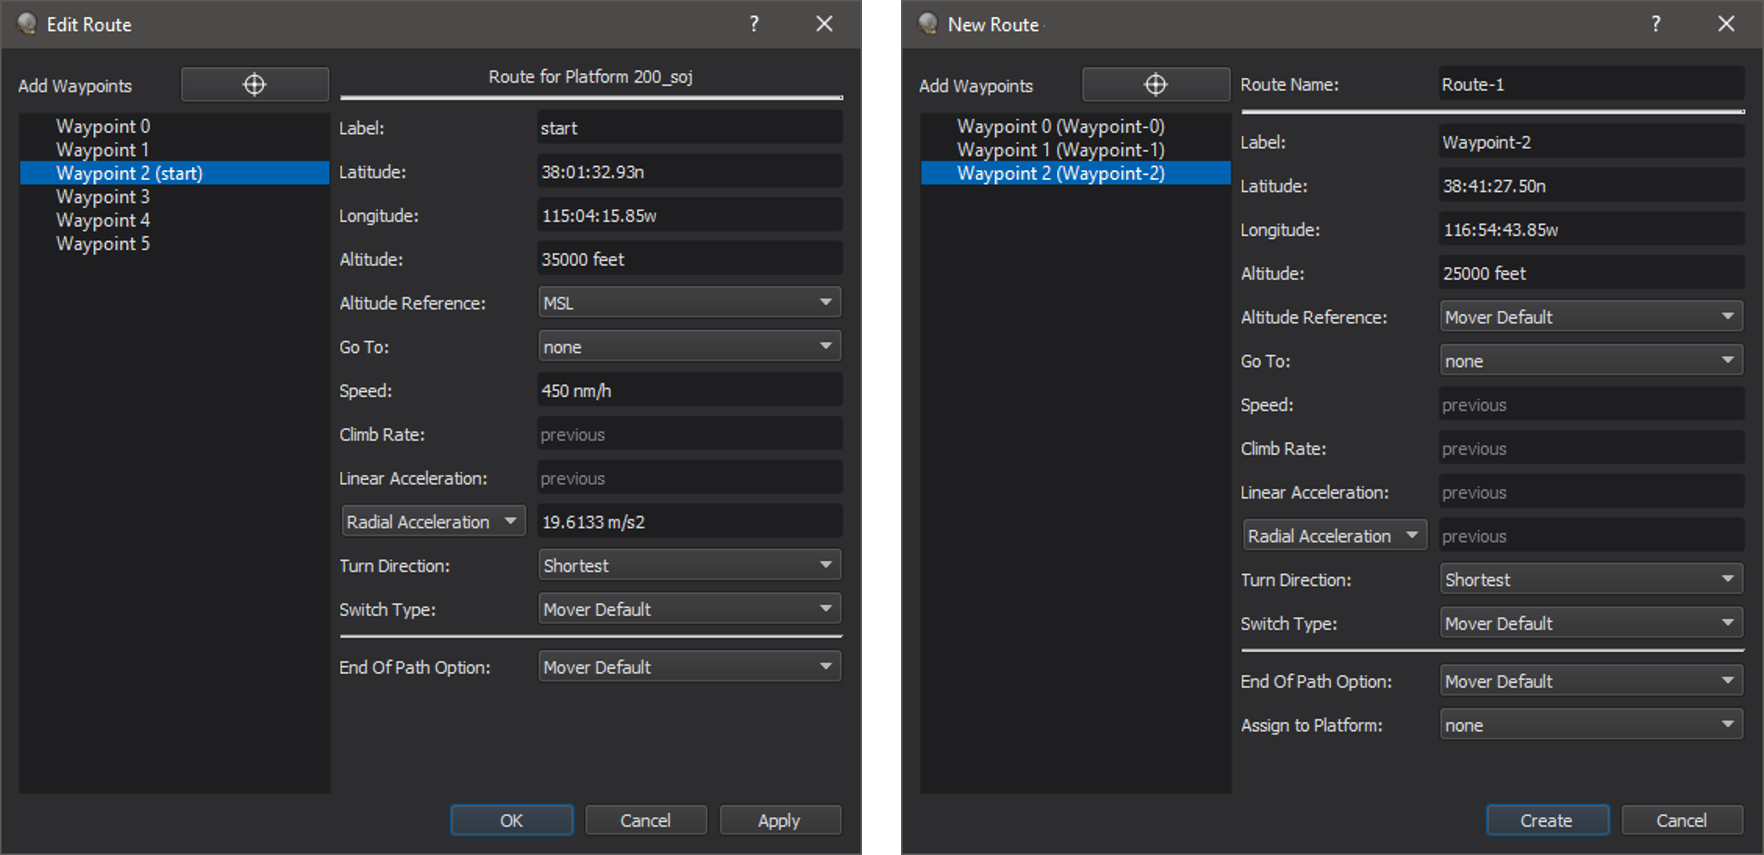 Edit Route
?
Add Waypoints
Waypoint 0
Waypoint 1
Waypoint 2 (start)
Waypoint 3
Waypoint 4
Waypoint 5
Route for Platform 200_soj
Label: start
Latitude: 38:01:32.93n
Longitude: 115:04:15.85w
Altitude: 35000 feet
Altitude Reference: MSL
Go To: none
Speed: 450 nm/h
Climb Rate: previous
Linear Acceleration: previous
Radial Acceleration 19.6133 m/s2
Turn Direction: Shortest
Switch Type: Mover Default
End Of Path Option: Mover Default
OK Cancel Apply
New Route
?
Add Waypoints
Waypoint 0 (Waypoint-0)
Waypoint 1 (Waypoint-1)
Waypoint 2 (Waypoint-2)
Route Name: Route-1
Label: Waypoint-2
Latitude: 38:41:27.50n
Longitude: 116:54:43.85w
Altitude: 25000 feet
Altitude Reference: Mover Default
Go To: none
Speed: previous
Climb Rate: previous
Linear Acceleration: previous
Radial Acceleration previous
Turn Direction: Shortest
Switch Type: Mover Default
End Of Path Option: Mover Default
Assign to Platform: none
Create Cancel